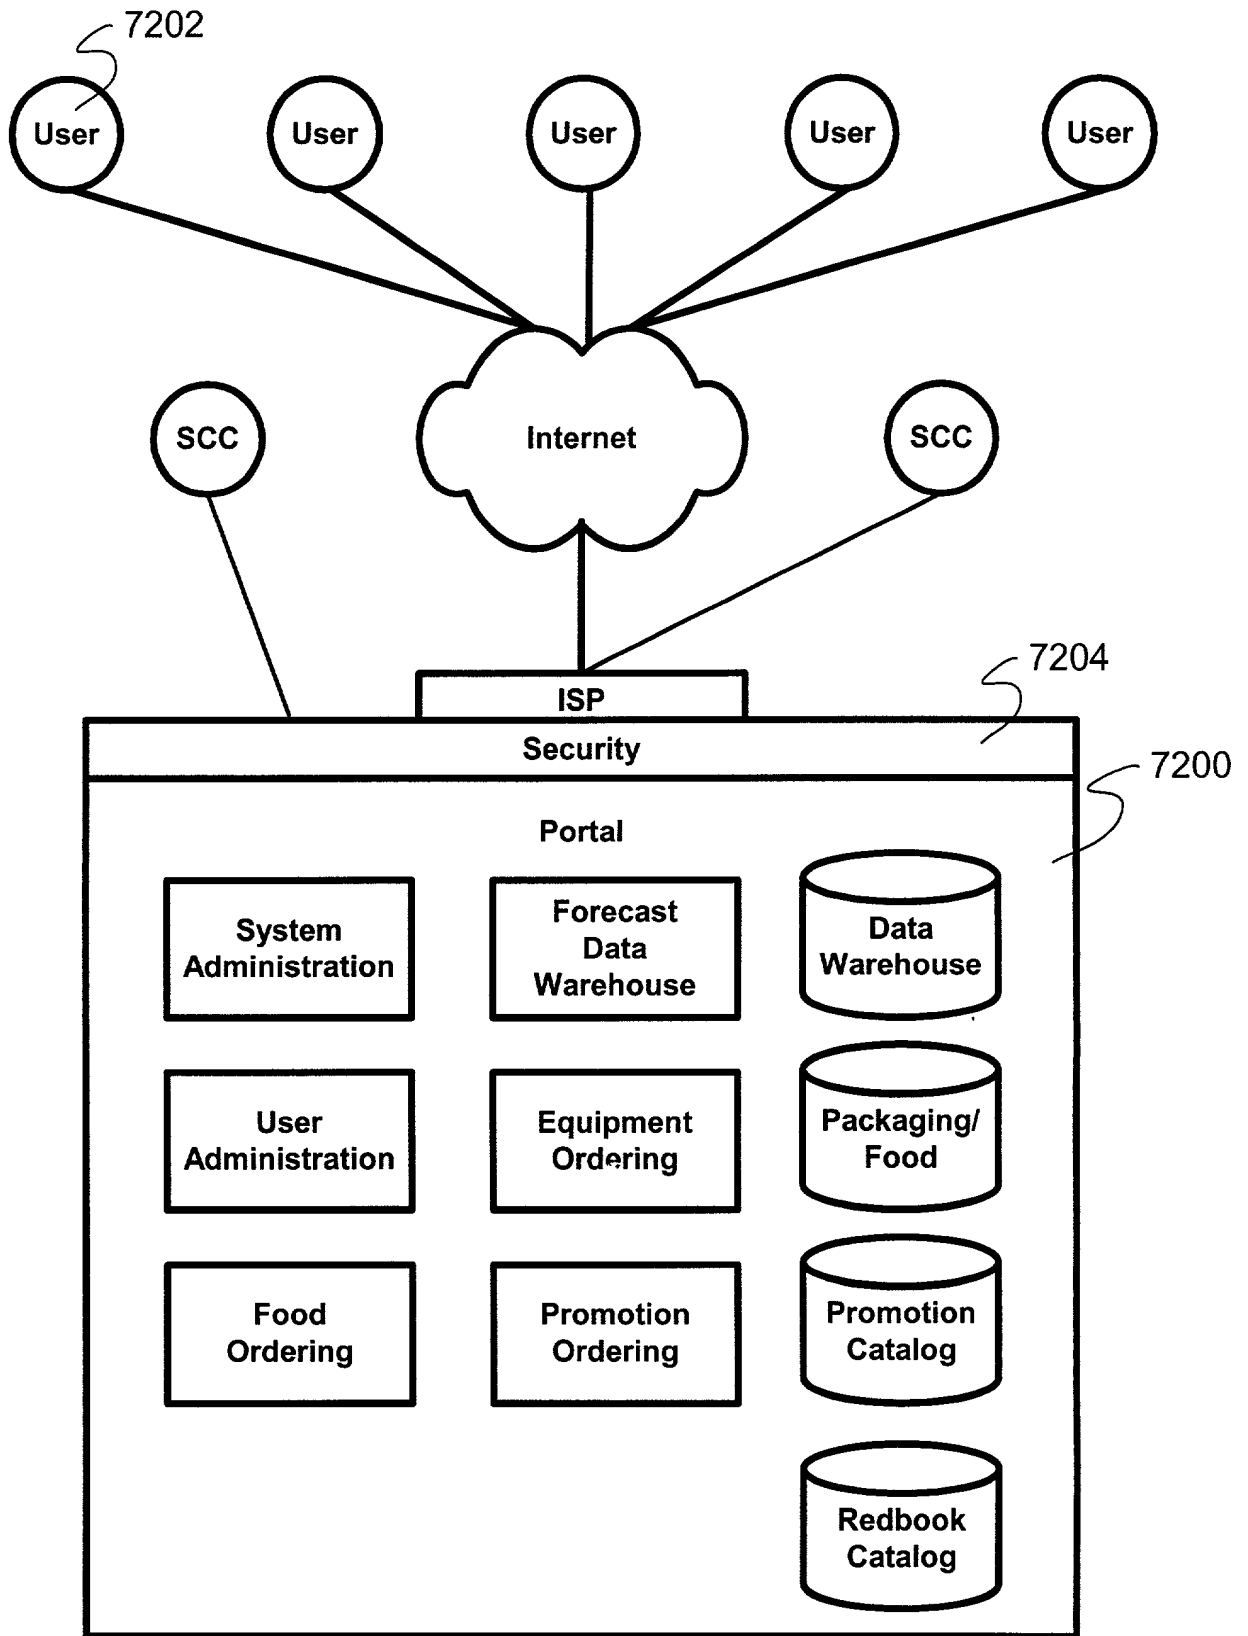 7202
User
User
User
User
User
SCC
Internet
SCC
7204
ISP
Security
7200
Portal
System
Administration
Forecast
Data
Warehouse
Data
Warehouse
User
Administration
Equipment
Ordering
Packaging/
Food
Food
Ordering
Promotion
Ordering
Promotion
Catalog
Redbook
Catalog